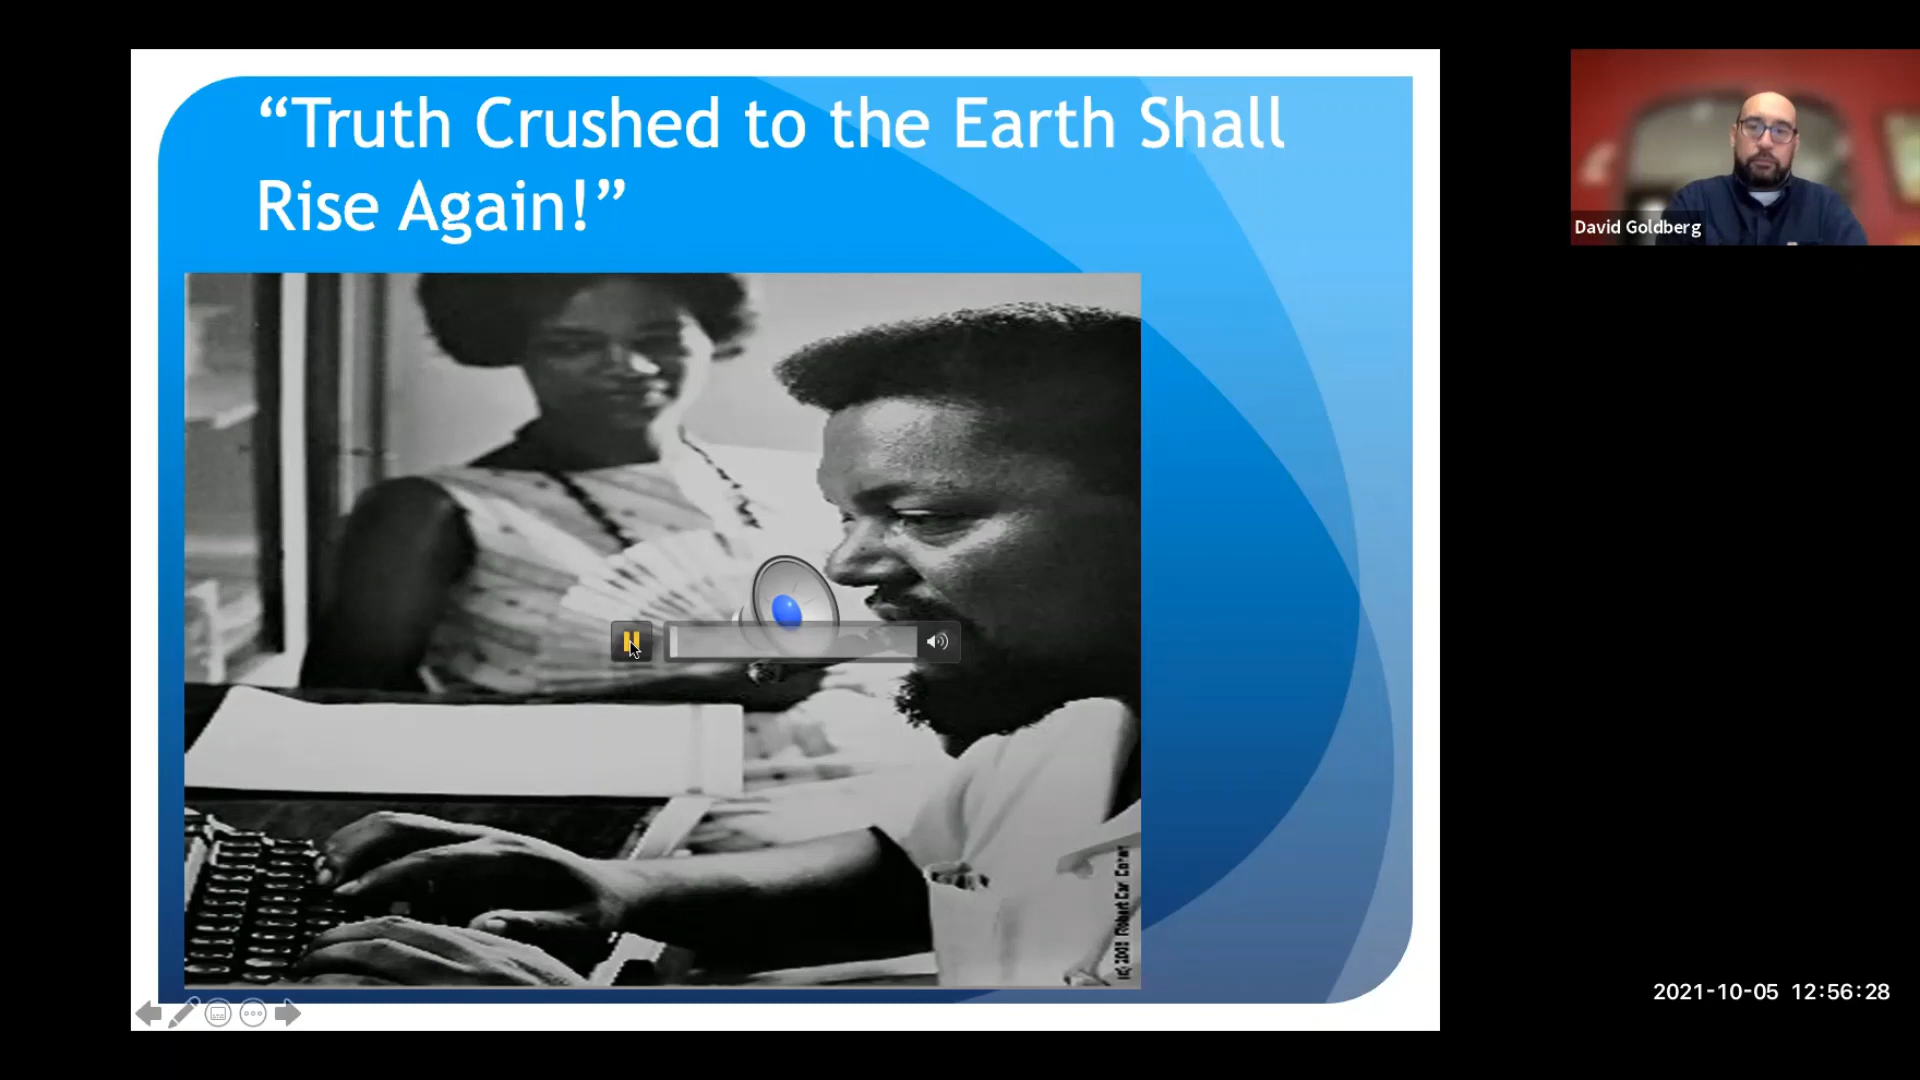 “Truth Crushed to the Earth Shall
Rise Again!”
David Goldberg
2021-10-05 12:56:28